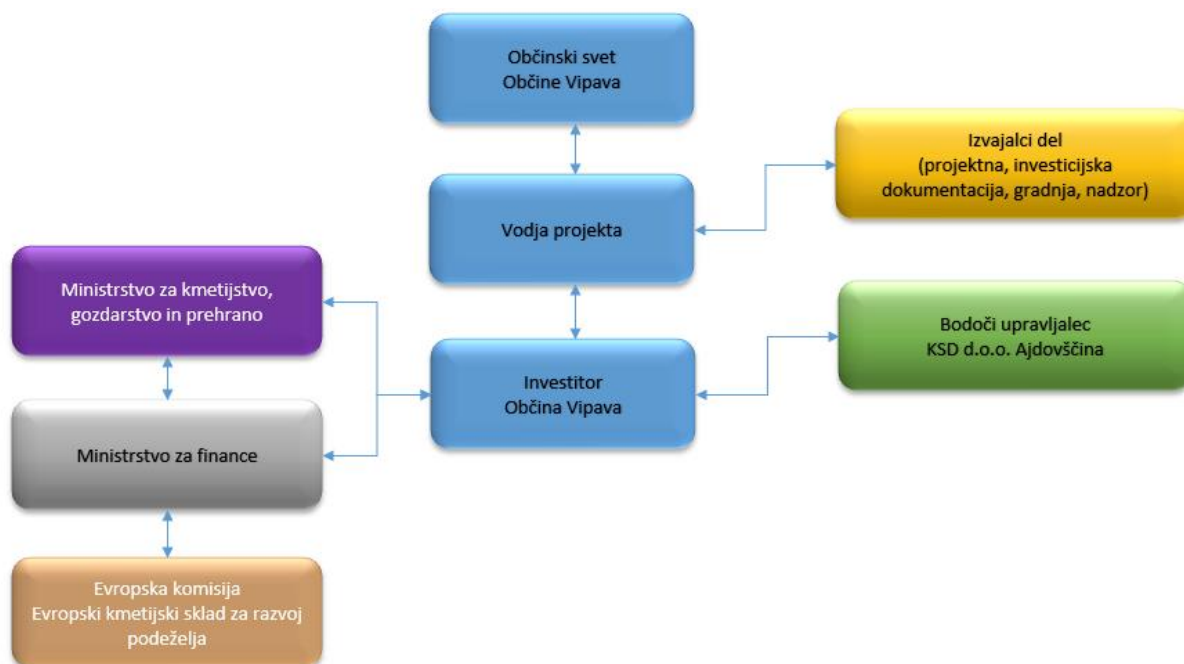 Občinski svet
Občine Vipava
Izvajalci del
(projektna, investicijska
dokumentacija, gradnja, nadzor)
Vodja projekta
Ministrstvo za kmetijstvo,
gozdarstvo in prehrano
Bodoči upravljalec
KSD d.o.o. Ajdovščina
Investitor
Občina Vipava
Ministrstvo za finance
Evropska komisija
Evropski kmetijski sklad za razvoj
podeželja